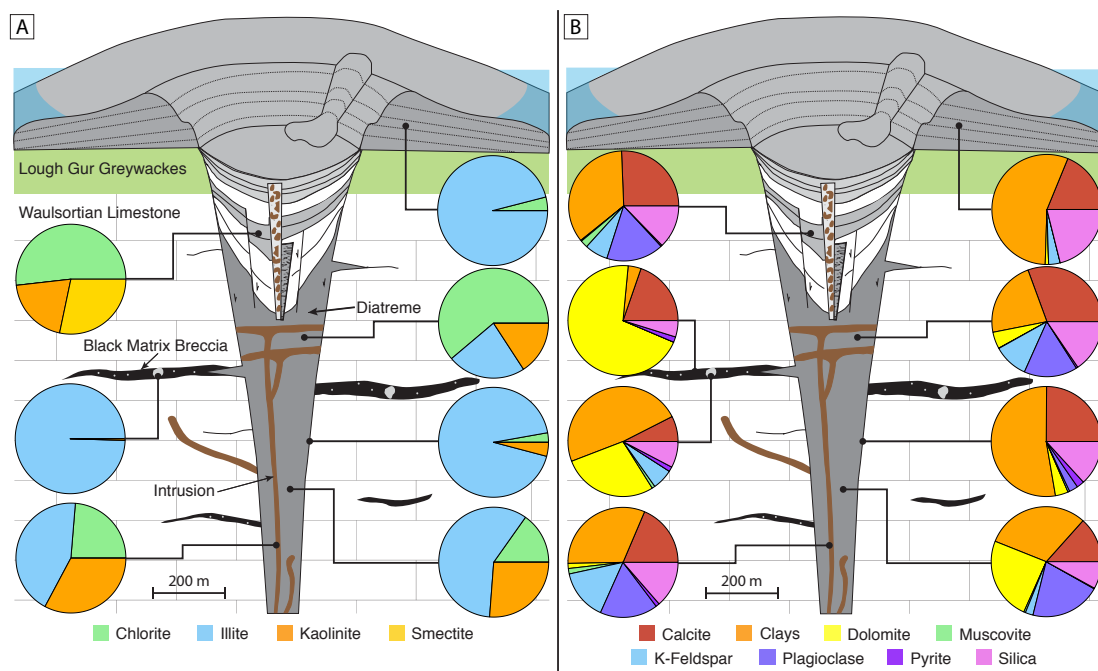 A
B
Lough Gur Greywackes
Waulsortian Limestone
Diatreme
Black Matrix Breccia
Intrusion
200 m
200 m
Chlorite
Illite
Kaolinite
Smectite
Calcite
Clays
Dolomite
Muscovite
K-Feldspar
Plagioclase
Pyrite
Silica